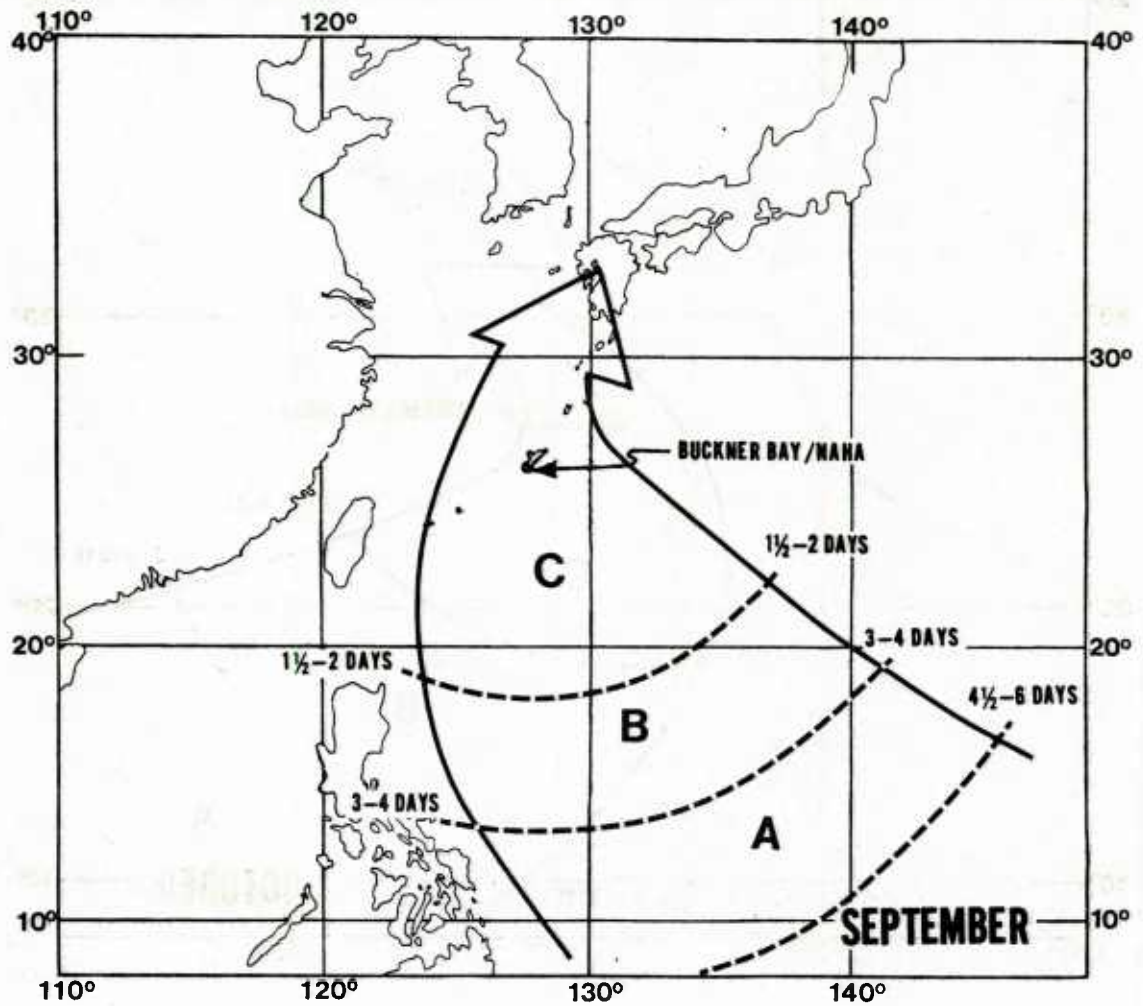 110° 120° 130° 140°
40° 40°
30° 30°
BUCKNER BAY/NAHA
1½-2 DAYS
C
20° 3-4 DAYS 20°
1½-2 DAYS
4½-6 DAYS
B
3-4 DAYS
A
10° SEPTEMBER 10°
110° 120° 130° 140°